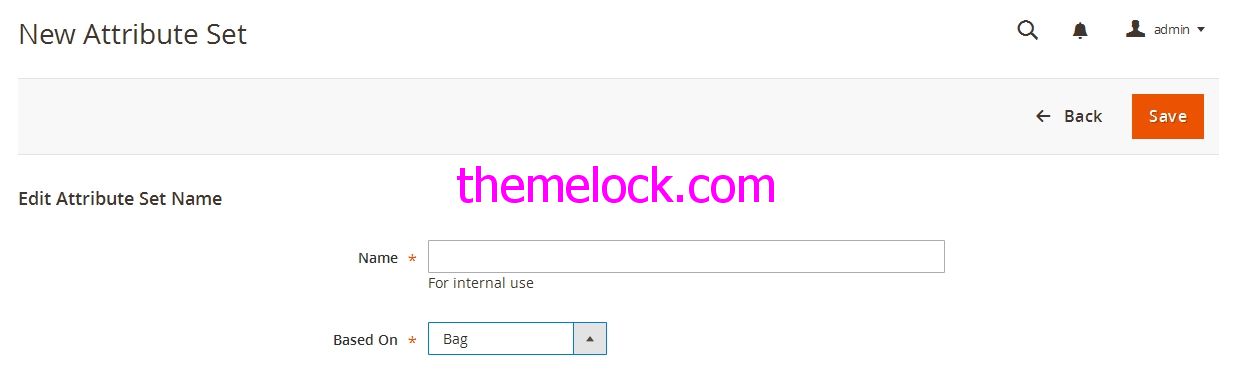 New Attribute Set
admin
Back
Save
themelock.com
Edit Attribute Set Name
Name *
For internal use
Based On *
Bag